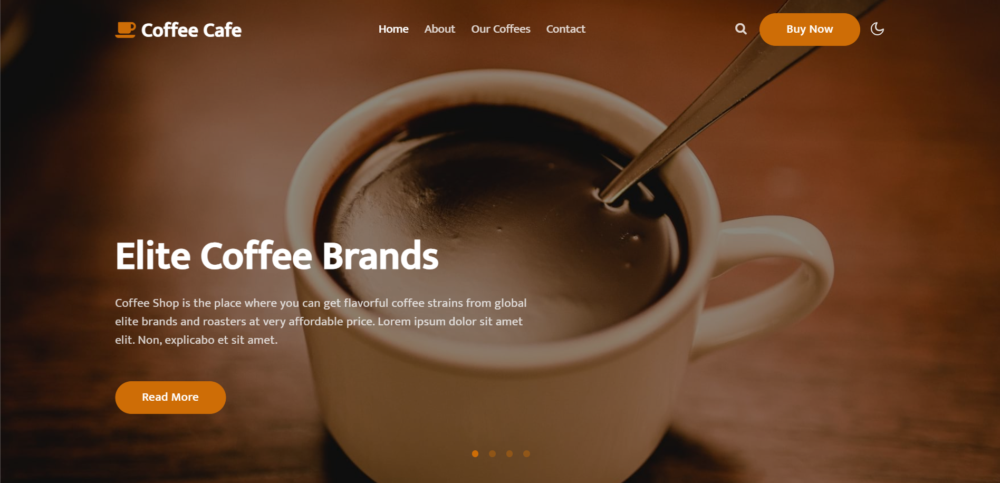 Coffee Cafe
Home About Our Coffees Contact
Buy Now
Elite Coffee Brands
Coffee Shop is the place where you can get flavorful coffee strains from global
elite brands and roasters at very affordable price. Lorem ipsum dolor sit amet
elit. Non, explicabo et sit amet.
Read More